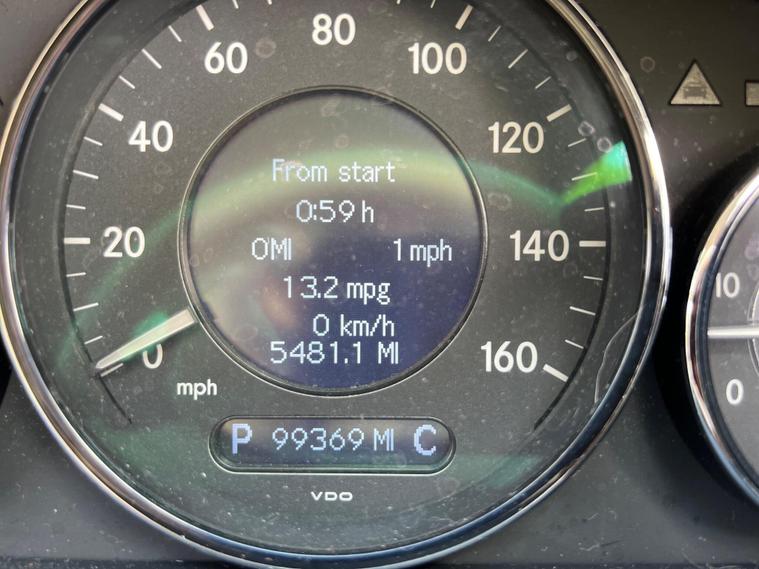 80
60 100
40 120
20 140
0 160
mph
From start
0:59 h
0MI 1 mph
13.2 mpg
0 km/h
5481.1 MI
P 99369 MI C
VDO
10
0